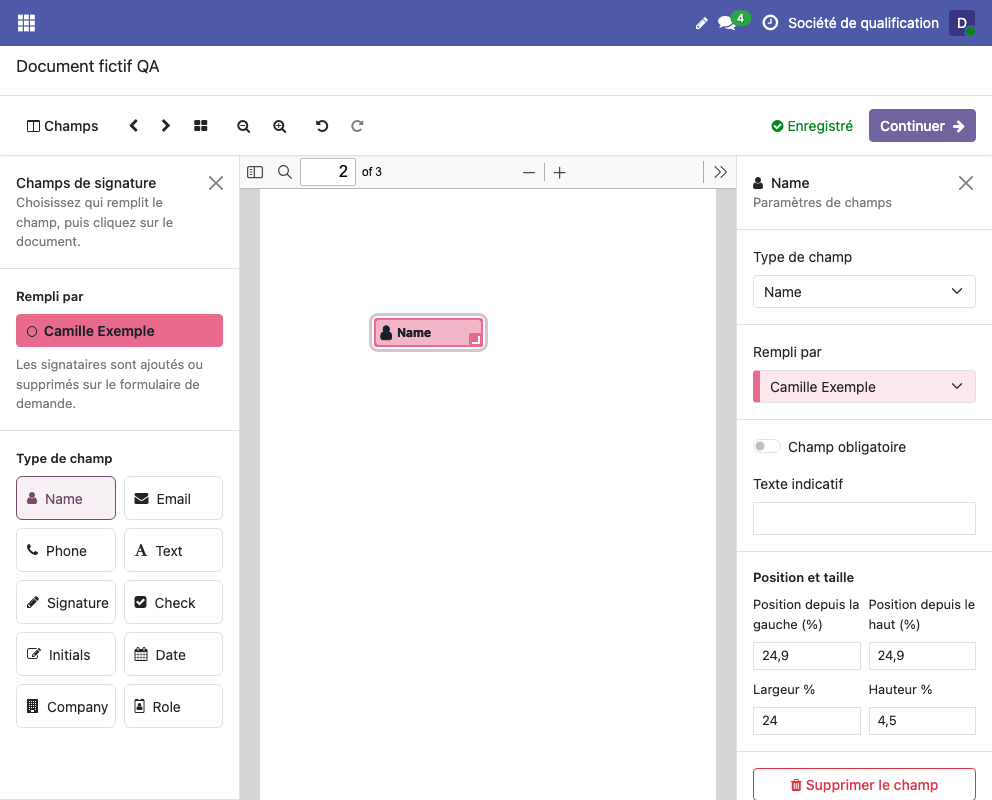 4
Société de qualification
D
Document fictif QA
Champs
Enregistré
Continuer
Champs de signature
Choisissez qui remplit le
champ, puis cliquez sur le
document.
Rempli par
Camille Exemple
Les signataires sont ajoutés ou
supprimés sur le formulaire de
demande.
Type de champ
Name
Email
Phone
Text
Signature
Check
Initials
Date
Company
Role
2
of 3
Name
Name
Paramètres de champs
Type de champ
Name
Rempli par
Camille Exemple
Champ obligatoire
Texte indicatif
Position et taille
Position depuis la
gauche (%)
Position depuis le
haut (%)
24,9
24,9
Largeur %
Hauteur %
24
4,5
Supprimer le champ